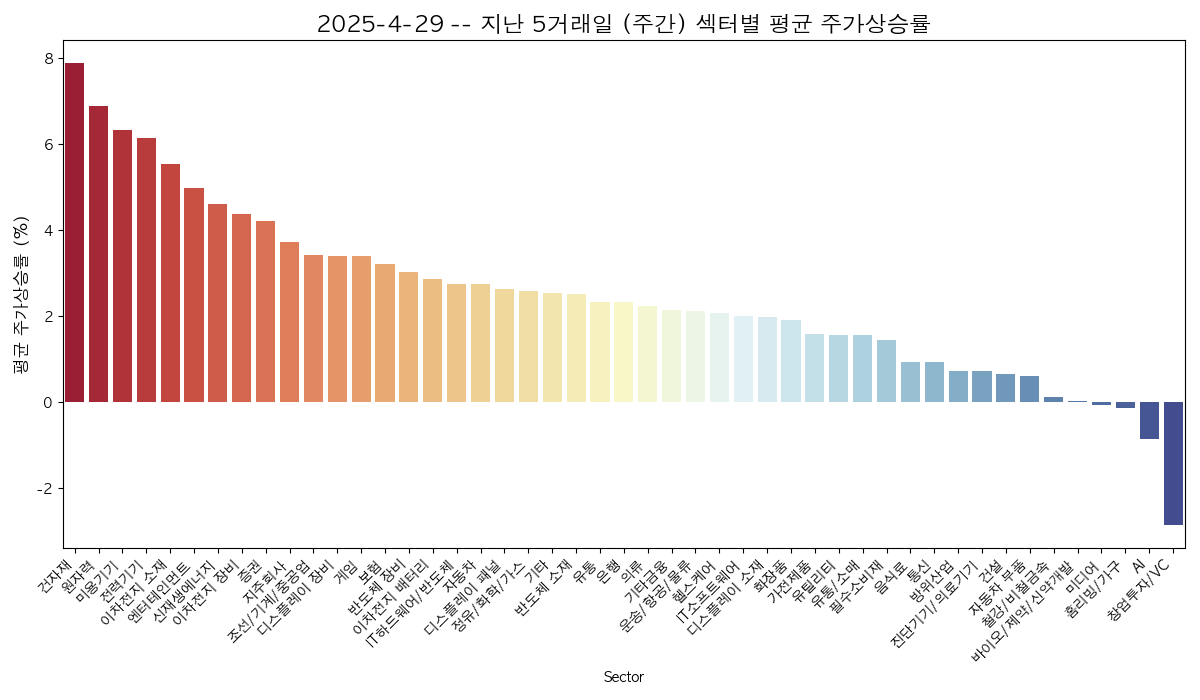 2025-4-29 -- 지난 5거래일 (주간) 섹터별 평균 주가상승률
평균 주가상승률 (%)
8
6
4
2
0
-2
건자재
원자력
미용기기
전력기기
이차전지 소재
엔터테인먼트
신재생에너지
이차전지 장비
증권
지주회사
조선/기계/중공업
디스플레이 장비
게임
보험
반도체 장비
이차전지 배터리
IT하드웨어/반도체
자동차
디스플레이 패널
정유/화학/가스
기타
반도체 소재
유통
은행
의류
기타금융
운송/항공/물류
헬스케어
IT소프트웨어
디스플레이 소재
화장품
가전제품
유틸리티
유통/소매
필수소비재
음식료
통신
방위산업
진단기기/의료기기
건설
자동차 부품
철강/비철금속
바이오/제약/신약개발
미디어
홈리빙/가구
AI
창업투자/VC
Sector